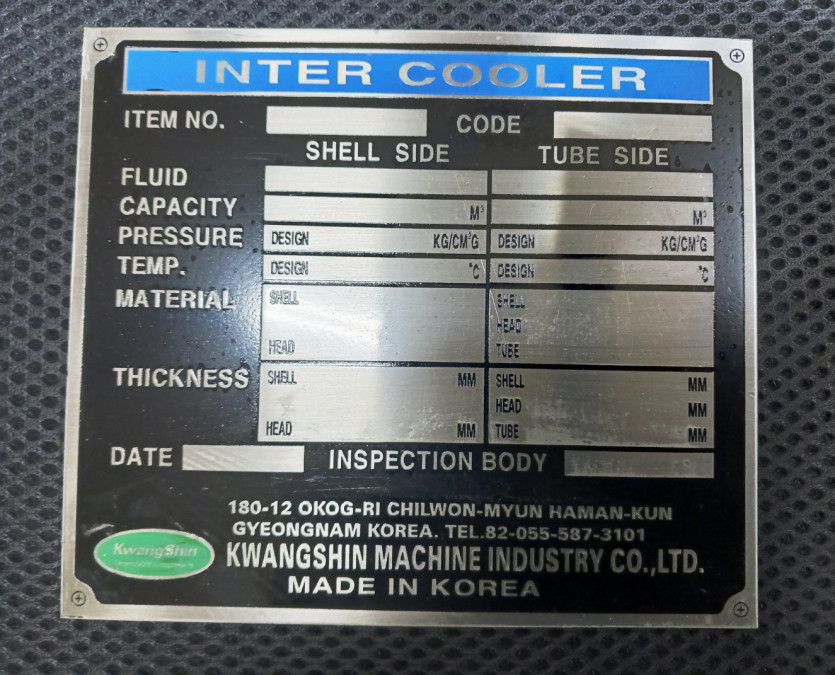 INTER COOLER
ITEM NO. CODE
SHELL SIDE TUBE SIDE
FLUID
CAPACITY M³ M³
PRESSURE DESIGN KG/CM²G DESIGN KG/CM²G
TEMP. DESIGN °C DESIGN °C
MATERIAL SHELL SHELL
HEAD
HEAD TUBE
THICKNESS SHELL MM SHELL MM
HEAD MM
HEAD MM TUBE MM
DATE INSPECTION BODY
180-12 OKOG-RI CHILWON-MYUN HAMAN-KUN
GYEONGNAM KOREA. TEL.82-055-587-3101
KwangShin
KWANGSHIN MACHINE INDUSTRY CO.,LTD.
MADE IN KOREA